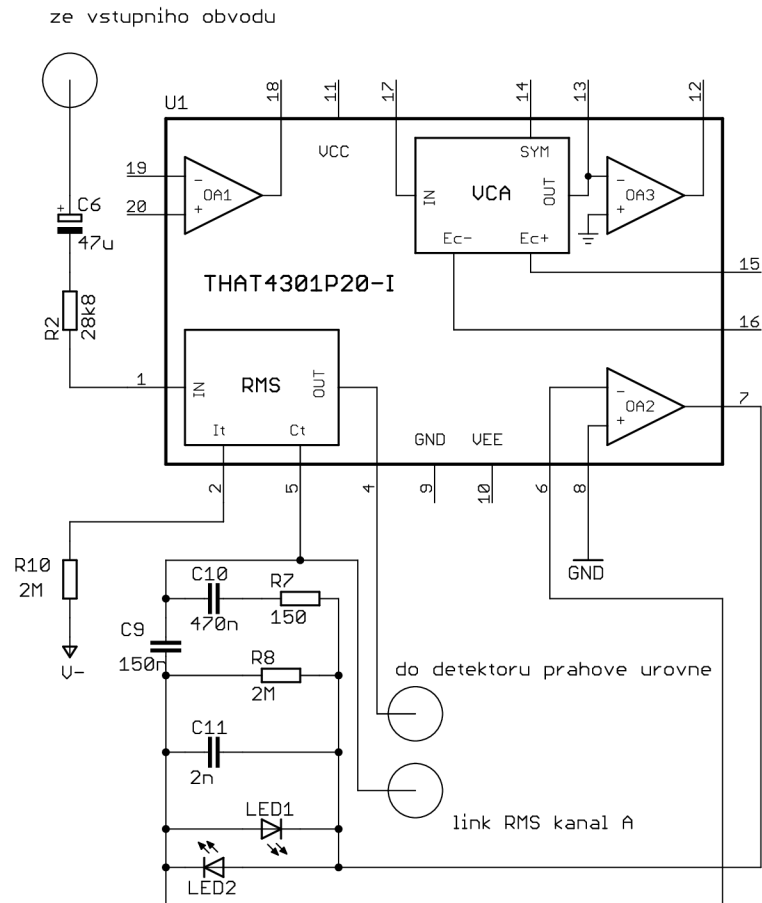 ze vstupniho obvodu
U1
18
11
17
14
13
12
VCC
SYM
19
20
-
+
OA1
IN
VCA
OUT
-
+
OA3
Ec-
Ec+
15
16
+
C6
47u
R2
28k8
THAT4301P20-I
1
IN
RMS
OUT
It
Ct
-
+
OA2
7
GND
VEE
2
5
4
9
10
6
8
GND
R10
2M
V-
C10
470n
R7
150
C9
150n
R8
2M
do detektoru prahove urovne
C11
2n
LED1
link RMS kanal A
LED2